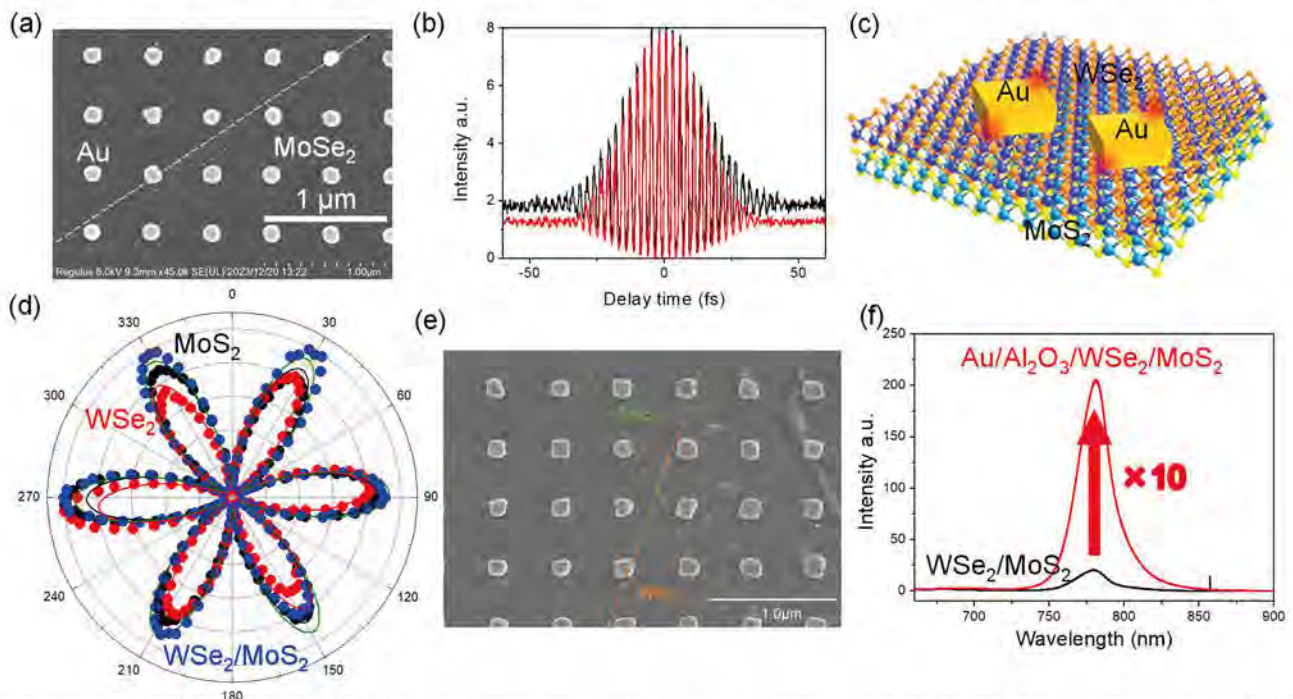 (a)
Au
MoSe₂
1 μm
Regulus 5.0kV 9.3mm x45.0k SE(UL) 2023/12/20 13:22
1.00μm
(b)
Intensity a.u.
8
6
4
2
0
-50
0
50
Delay time (fs)
(c)
WSe₂
Au
Au
MoS₂
(d)
0
30
60
90
120
150
180
210
240
270
300
330
MoS₂
WSe₂
WSe₂/MoS₂
(e)
1.0μm
(f)
Intensity a.u.
250
200
150
100
50
0
Au/Al₂O₃/WSe₂/MoS₂
×10
WSe₂/MoS₂
700
750
800
850
900
Wavelength (nm)